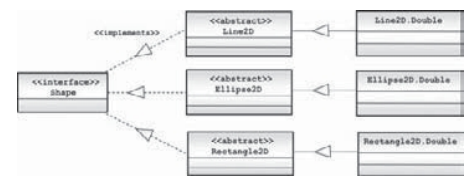 <<abstract>>
Line2D
Line2D.Double
<<implements>>
<<interface>>
Shape
<<abstract>>
Ellipse2D
Ellipse2D.Double
<<abstract>>
Rectangle2D
Rectangle2D.Double